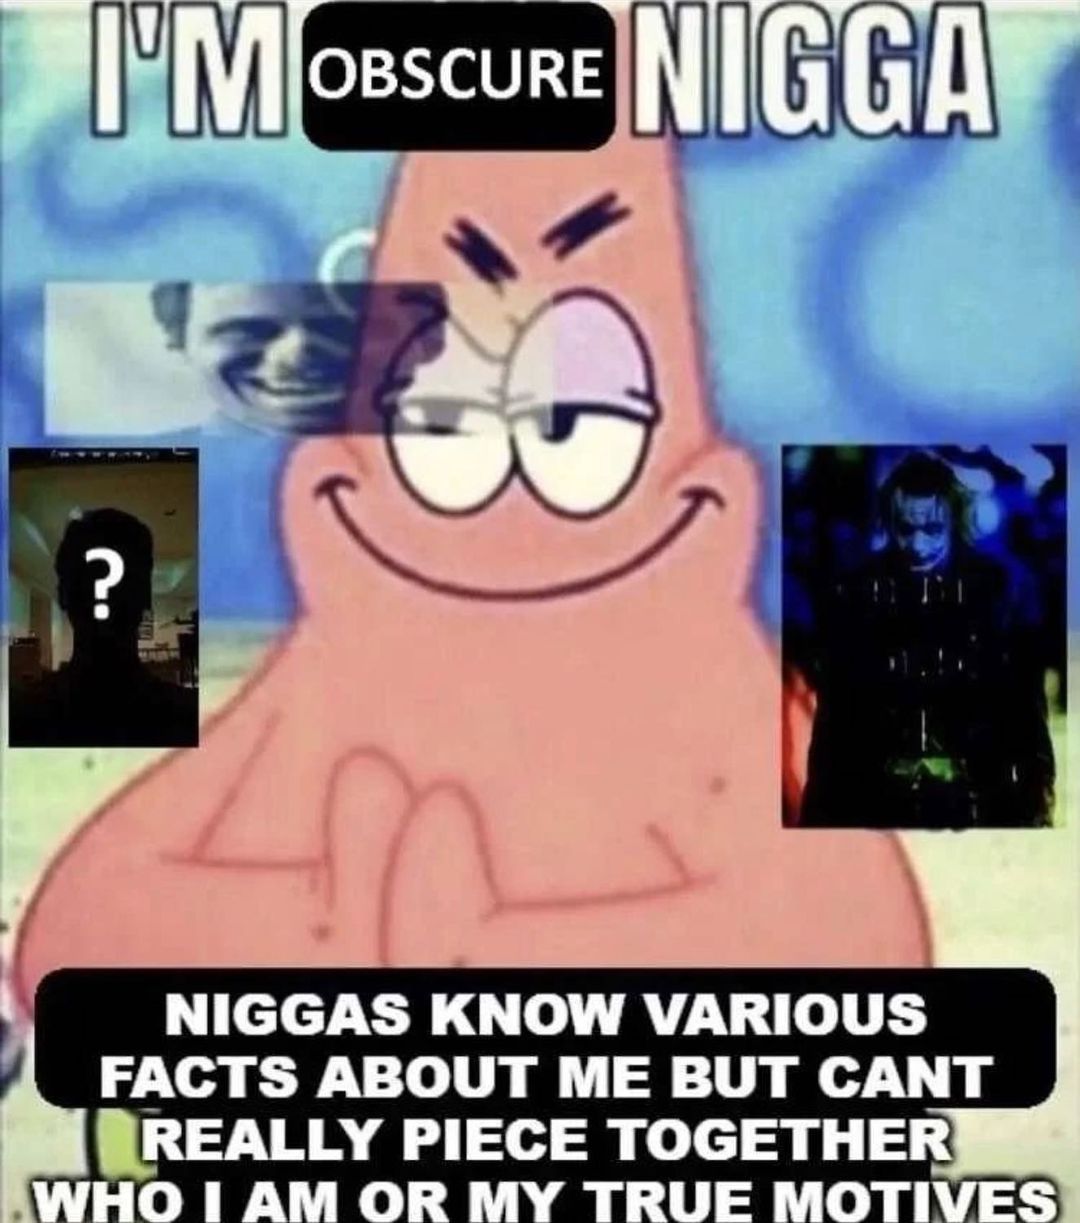 I'M OBSCURE NIGGA
?
NIGGAS KNOW VARIOUS
FACTS ABOUT ME BUT CANT
REALLY PIECE TOGETHER
WHO I AM OR MY TRUE MOTIVES